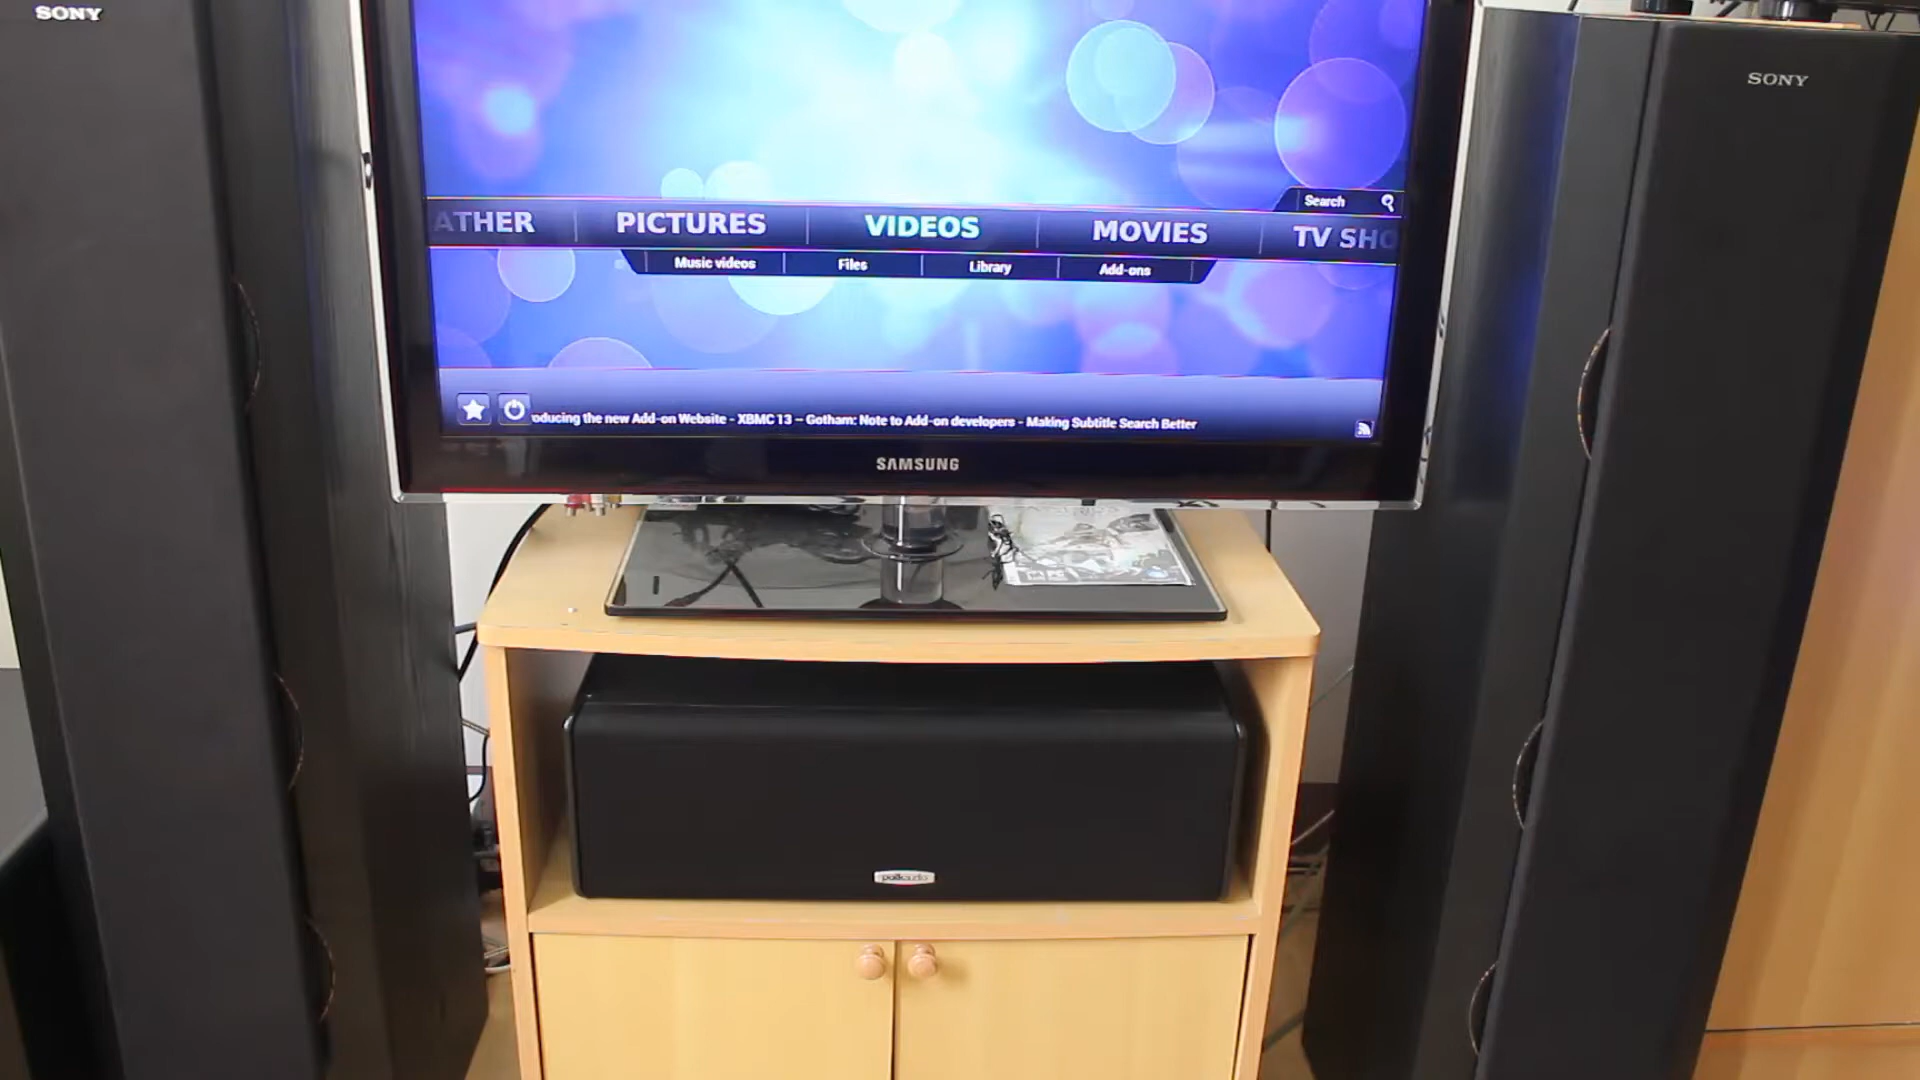 SONY
SONY
Search
ATHER PICTURES VIDEOS MOVIES TV SHO
Music videos Files Library Add-ons
oducing the new Add-on Website - XBMC 13 – Gotham: Note to Add-on developers - Making Subtitle Search Better
SAMSUNG
polkaudio